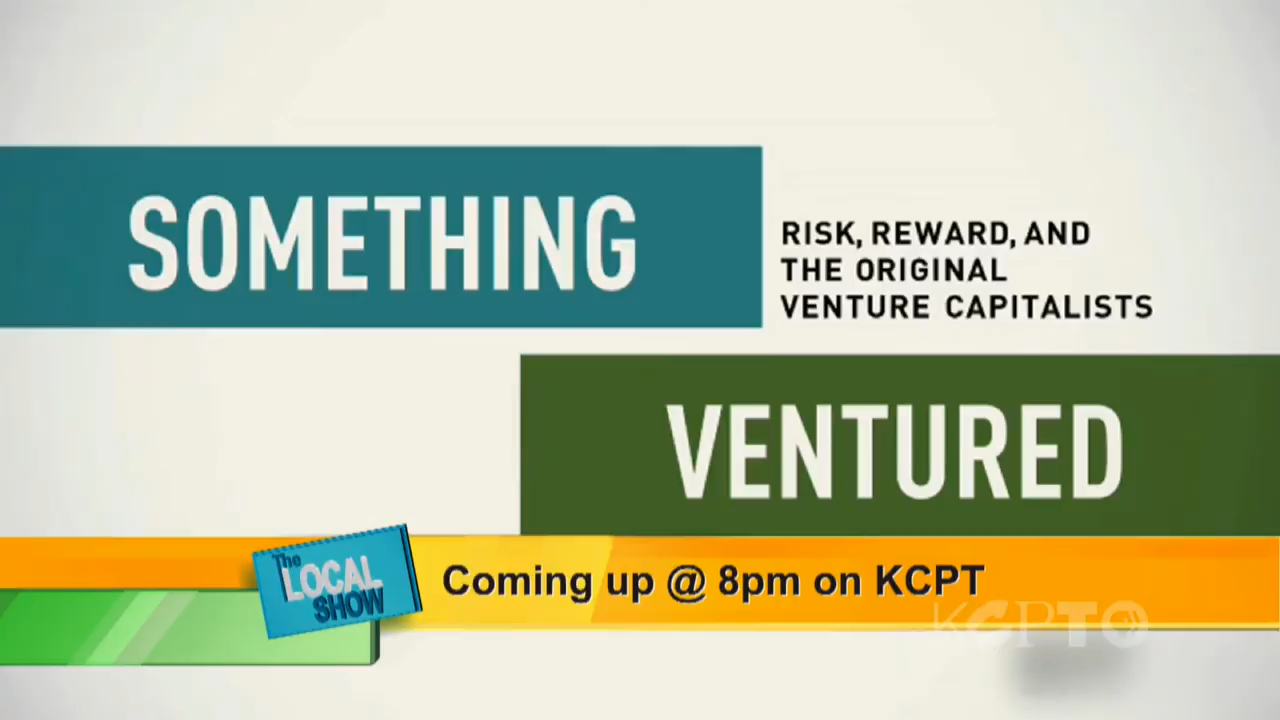 SOMETHING
RISK, REWARD, AND
THE ORIGINAL
VENTURE CAPITALISTS
VENTURED
The
LOCAL
SHOW
Coming up @ 8pm on KCPT
KCPT